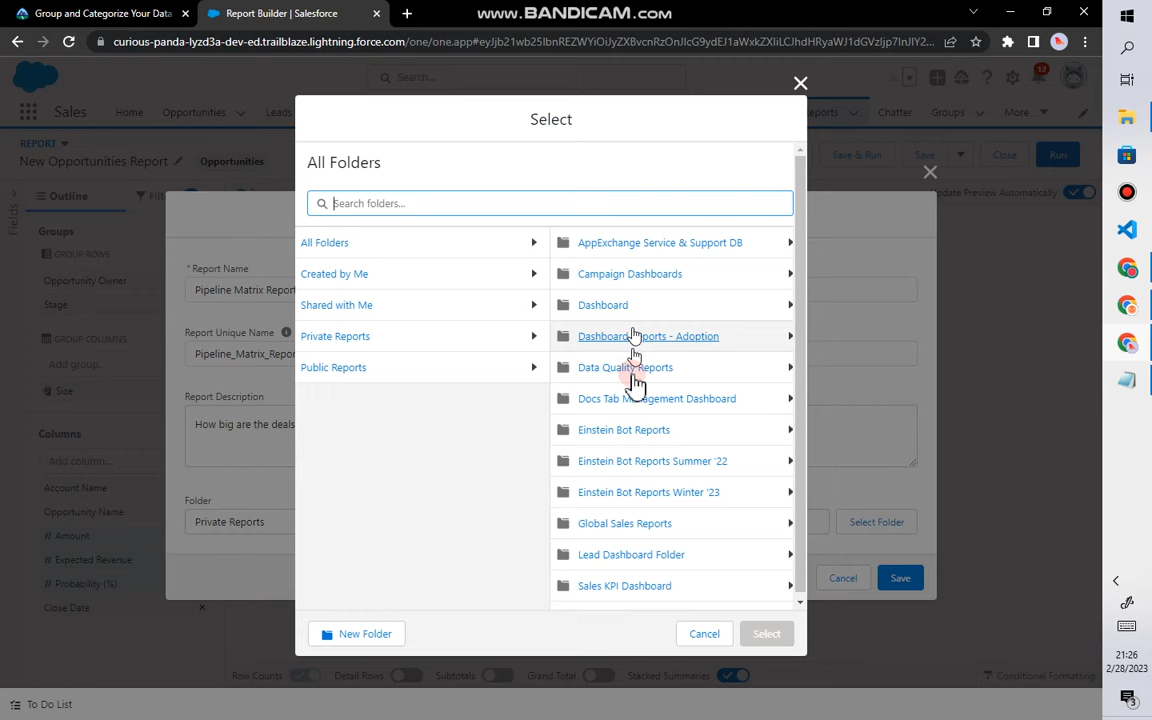 Group and Categorize Your Data
Report Builder | Salesforce
www.BANDICAM.com
curious-panda-lyzd3a-dev-ed.trailblaze.lightning.force.com/one/one.app#
Search...
12
Sales
Home
Opportunities
Leads
Chatter
Groups
More
REPORT
New Opportunities Report
Opportunities
Save & Run
Save
Close
Run
Outline
Update Preview Automatically
Fields
Groups
GROUP ROWS
Opportunity Owner
Stage
GROUP COLUMNS
Add group...
Size
Columns
Add column...
Account Name
Opportunity Name
# Amount
# Expected Revenue
# Probability (%)
Close Date
* Report Name
Pipeline Matrix Report
Report Unique Name
Pipeline_Matrix_Repor
Report Description
How big are the deals
Folder
Private Reports
Select Folder
Cancel
Save
Select
All Folders
Search folders...
All Folders
Created by Me
Shared with Me
Private Reports
Public Reports
AppExchange Service & Support DB
Campaign Dashboards
Dashboard
Dashboard Reports - Adoption
Data Quality Reports
Docs Tab Management Dashboard
Einstein Bot Reports
Einstein Bot Reports Summer '22
Einstein Bot Reports Winter '23
Global Sales Reports
Lead Dashboard Folder
Sales KPI Dashboard
New Folder
Cancel
Select
Row Counts
Detail Rows
Subtotals
Grand Total
Stacked Summaries
Conditional Formatting
To Do List
21:26
2/28/2023
3